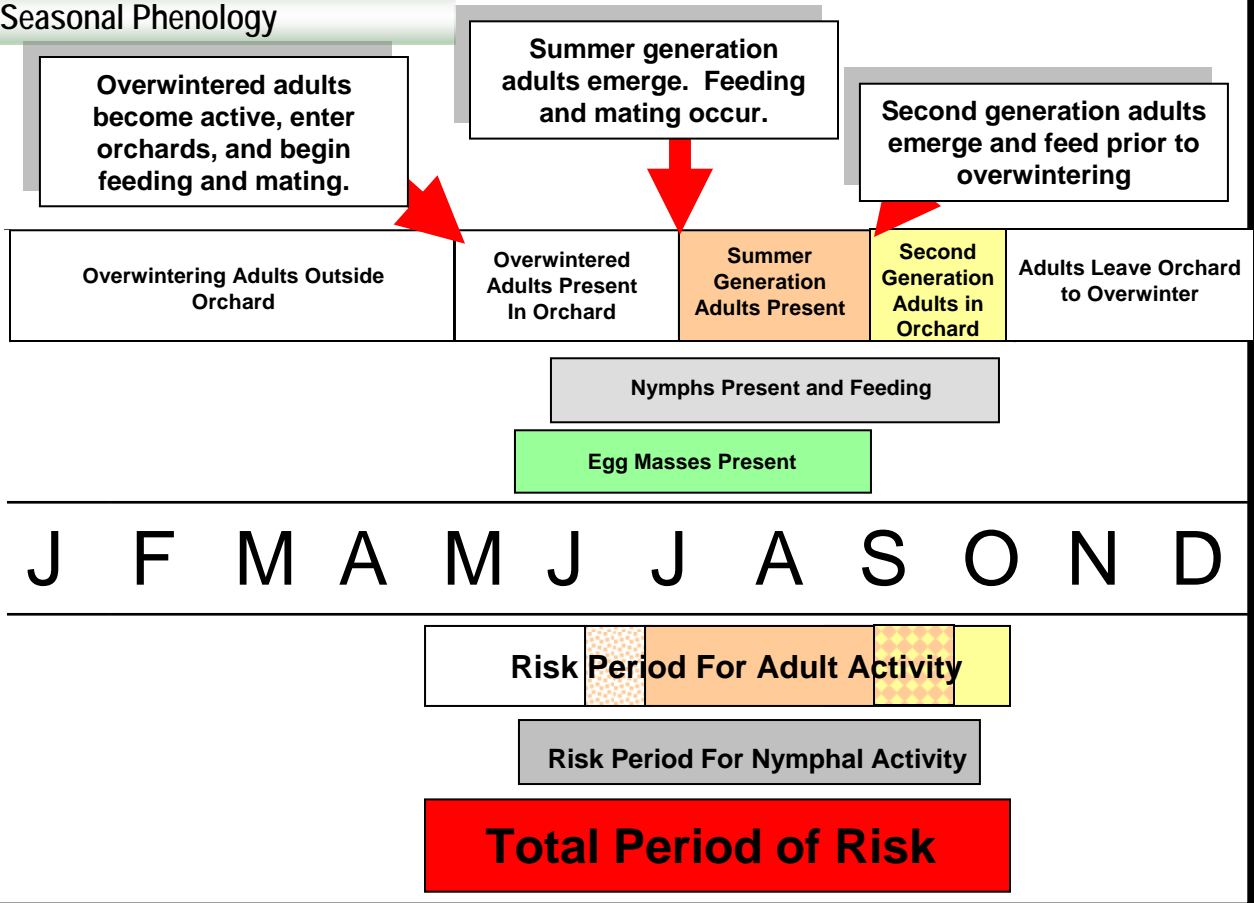 Seasonal Phenology
Overwintered adults
become active, enter
orchards, and begin
feeding and mating.
Summer generation
adults emerge. Feeding
and mating occur.
Second generation adults
emerge and feed prior to
overwintering
Overwintering Adults Outside
Orchard
Overwintered
Adults Present
In Orchard
Summer
Generation
Adults Present
Second
Generation
Adults in
Orchard
Adults Leave Orchard
to Overwinter
Nymphs Present and Feeding
Egg Masses Present
J F M A M J J A S O N D
Risk Period For Adult Activity
Risk Period For Nymphal Activity
Total Period of Risk